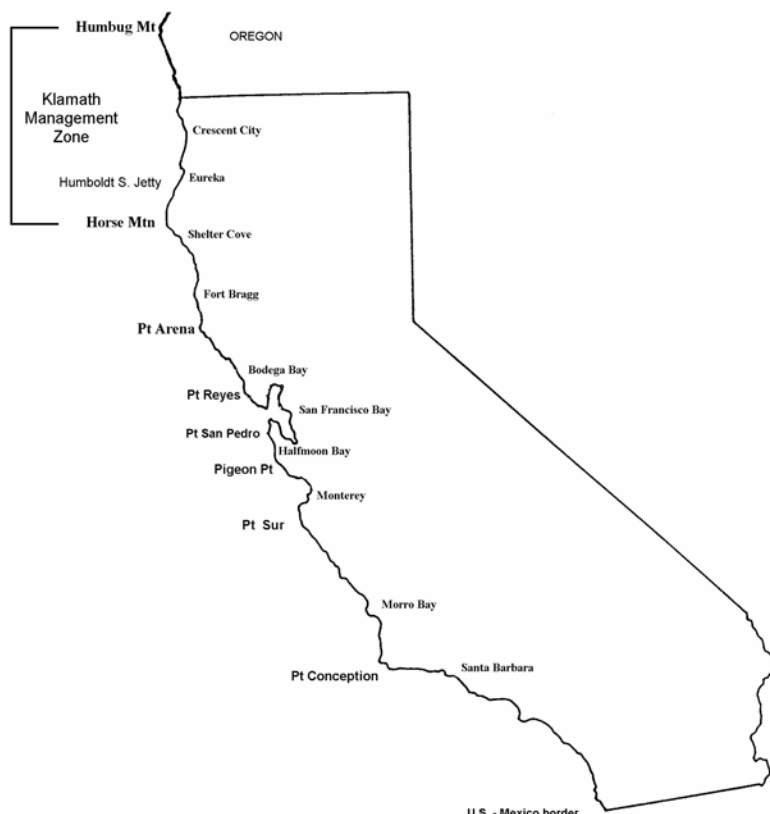 Humbug Mt
OREGON
Klamath
Management
Zone
Crescent City
Humboldt S. Jetty
Eureka
Horse Mtn
Shelter Cove
Fort Bragg
Pt Arena
Bodega Bay
Pt Reyes
San Francisco Bay
Pt San Pedro
Halfmoon Bay
Pigeon Pt
Monterey
Pt Sur
Morro Bay
Pt Conception
Santa Barbara
U.S. - Mexico border